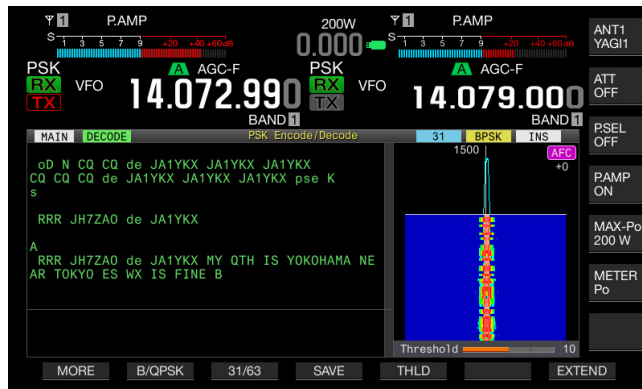 1 P.AMP 200W 1 P.AMP
S 1 3 5 7 9 +20 +40 +60dB 0.000 S 1 3 5 7 9 +20 +40 +60dB
PSK A AGC-F PSK A AGC-F
RX VFO 14.072.990 RX VFO 14.079.000
TX TX
BAND 1 BAND 1
MAIN DECODE PSK Encode/Decode 31 BPSK INS
1500 AFC
+0
oD N CQ CQ de JA1YKX JA1YKX JA1YKX
CQ CQ CQ de JA1YKX JA1YKX JA1YKX pse K
s
RRR JH7ZAO de JA1YKX
A
RRR JH7ZAO de JA1YKX MY QTH IS YOKOHAMA NE
AR TOKYO ES WX IS FINE B
Threshold 10
ANT1
YAGI1
ATT
OFF
P.SEL
OFF
P.AMP
ON
MAX-Po
200 W
METER
Po
MORE B/QPSK 31/63 SAVE THLD EXTEND